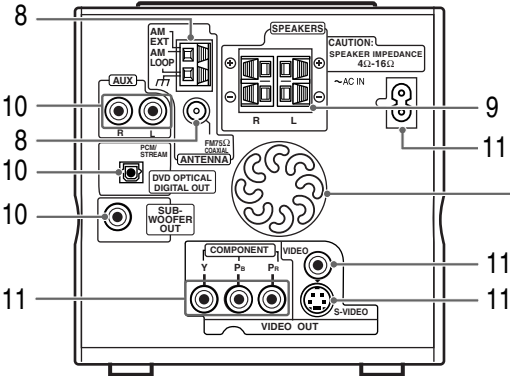 8
AM
EXT
AM
LOOP
SPEAKERS
CAUTION:
SPEAKER IMPEDANCE
4Ω-16Ω
~AC IN
AUX
10
R L
R L
9
11
8
FM75Ω
COAXIAL
ANTENNA
PCM/
STREAM
10
DVD OPTICAL
DIGITAL OUT
10
SUB-
WOOFER
OUT
COMPONENT
VIDEO
Y PB PR
11
11
11
S-VIDEO
VIDEO OUT